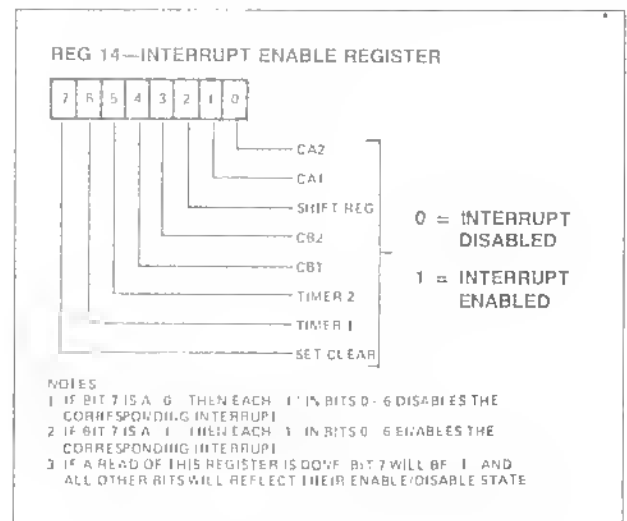 REG 14—INTERRUPT ENABLE REGISTER
7 6 5 4 3 2 1 0
CA2
CA1
SHIFT REG
CB2
CB1
TIMER 2
TIMER 1
SET CLEAR
0 = INTERRUPT
DISABLED
1 = INTERRUPT
ENABLED
NOTES
1 IF BIT 7 IS A 0 THEN EACH 1 IN BITS 0 - 6 DISABLES THE
CORRESPONDING INTERRUPT
2 IF BIT 7 IS A 1 THEN EACH 1 IN BITS 0 6 ENABLES THE
CORRESPONDING INTERRUPT
3 IF A READ OF THIS REGISTER IS DONE BIT 7 WILL BE 1 AND
ALL OTHER BITS WILL REFLECT THEIR ENABLE/DISABLE STATE